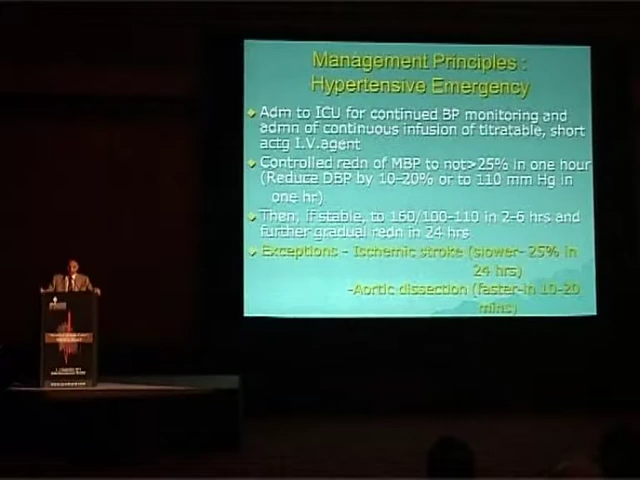 Management Principles :
Hypertensive Emergency
Adm to ICU for continued BP monitoring and
admn of continuous infusion of titratable, short
actg I.V.agent
Controlled redn of MBP to not>25% in one hour
(Reduce DBP by 10-20% or to 110 mm Hg in
one hr)
Then, if stable, to 160/100-110 in 2-6 hrs and
further gradual redn in 24 hrs
Exceptions - Ischemic stroke (slower- 25% in
24 hrs)
-Aortic dissection (faster-in 10-20
mins)